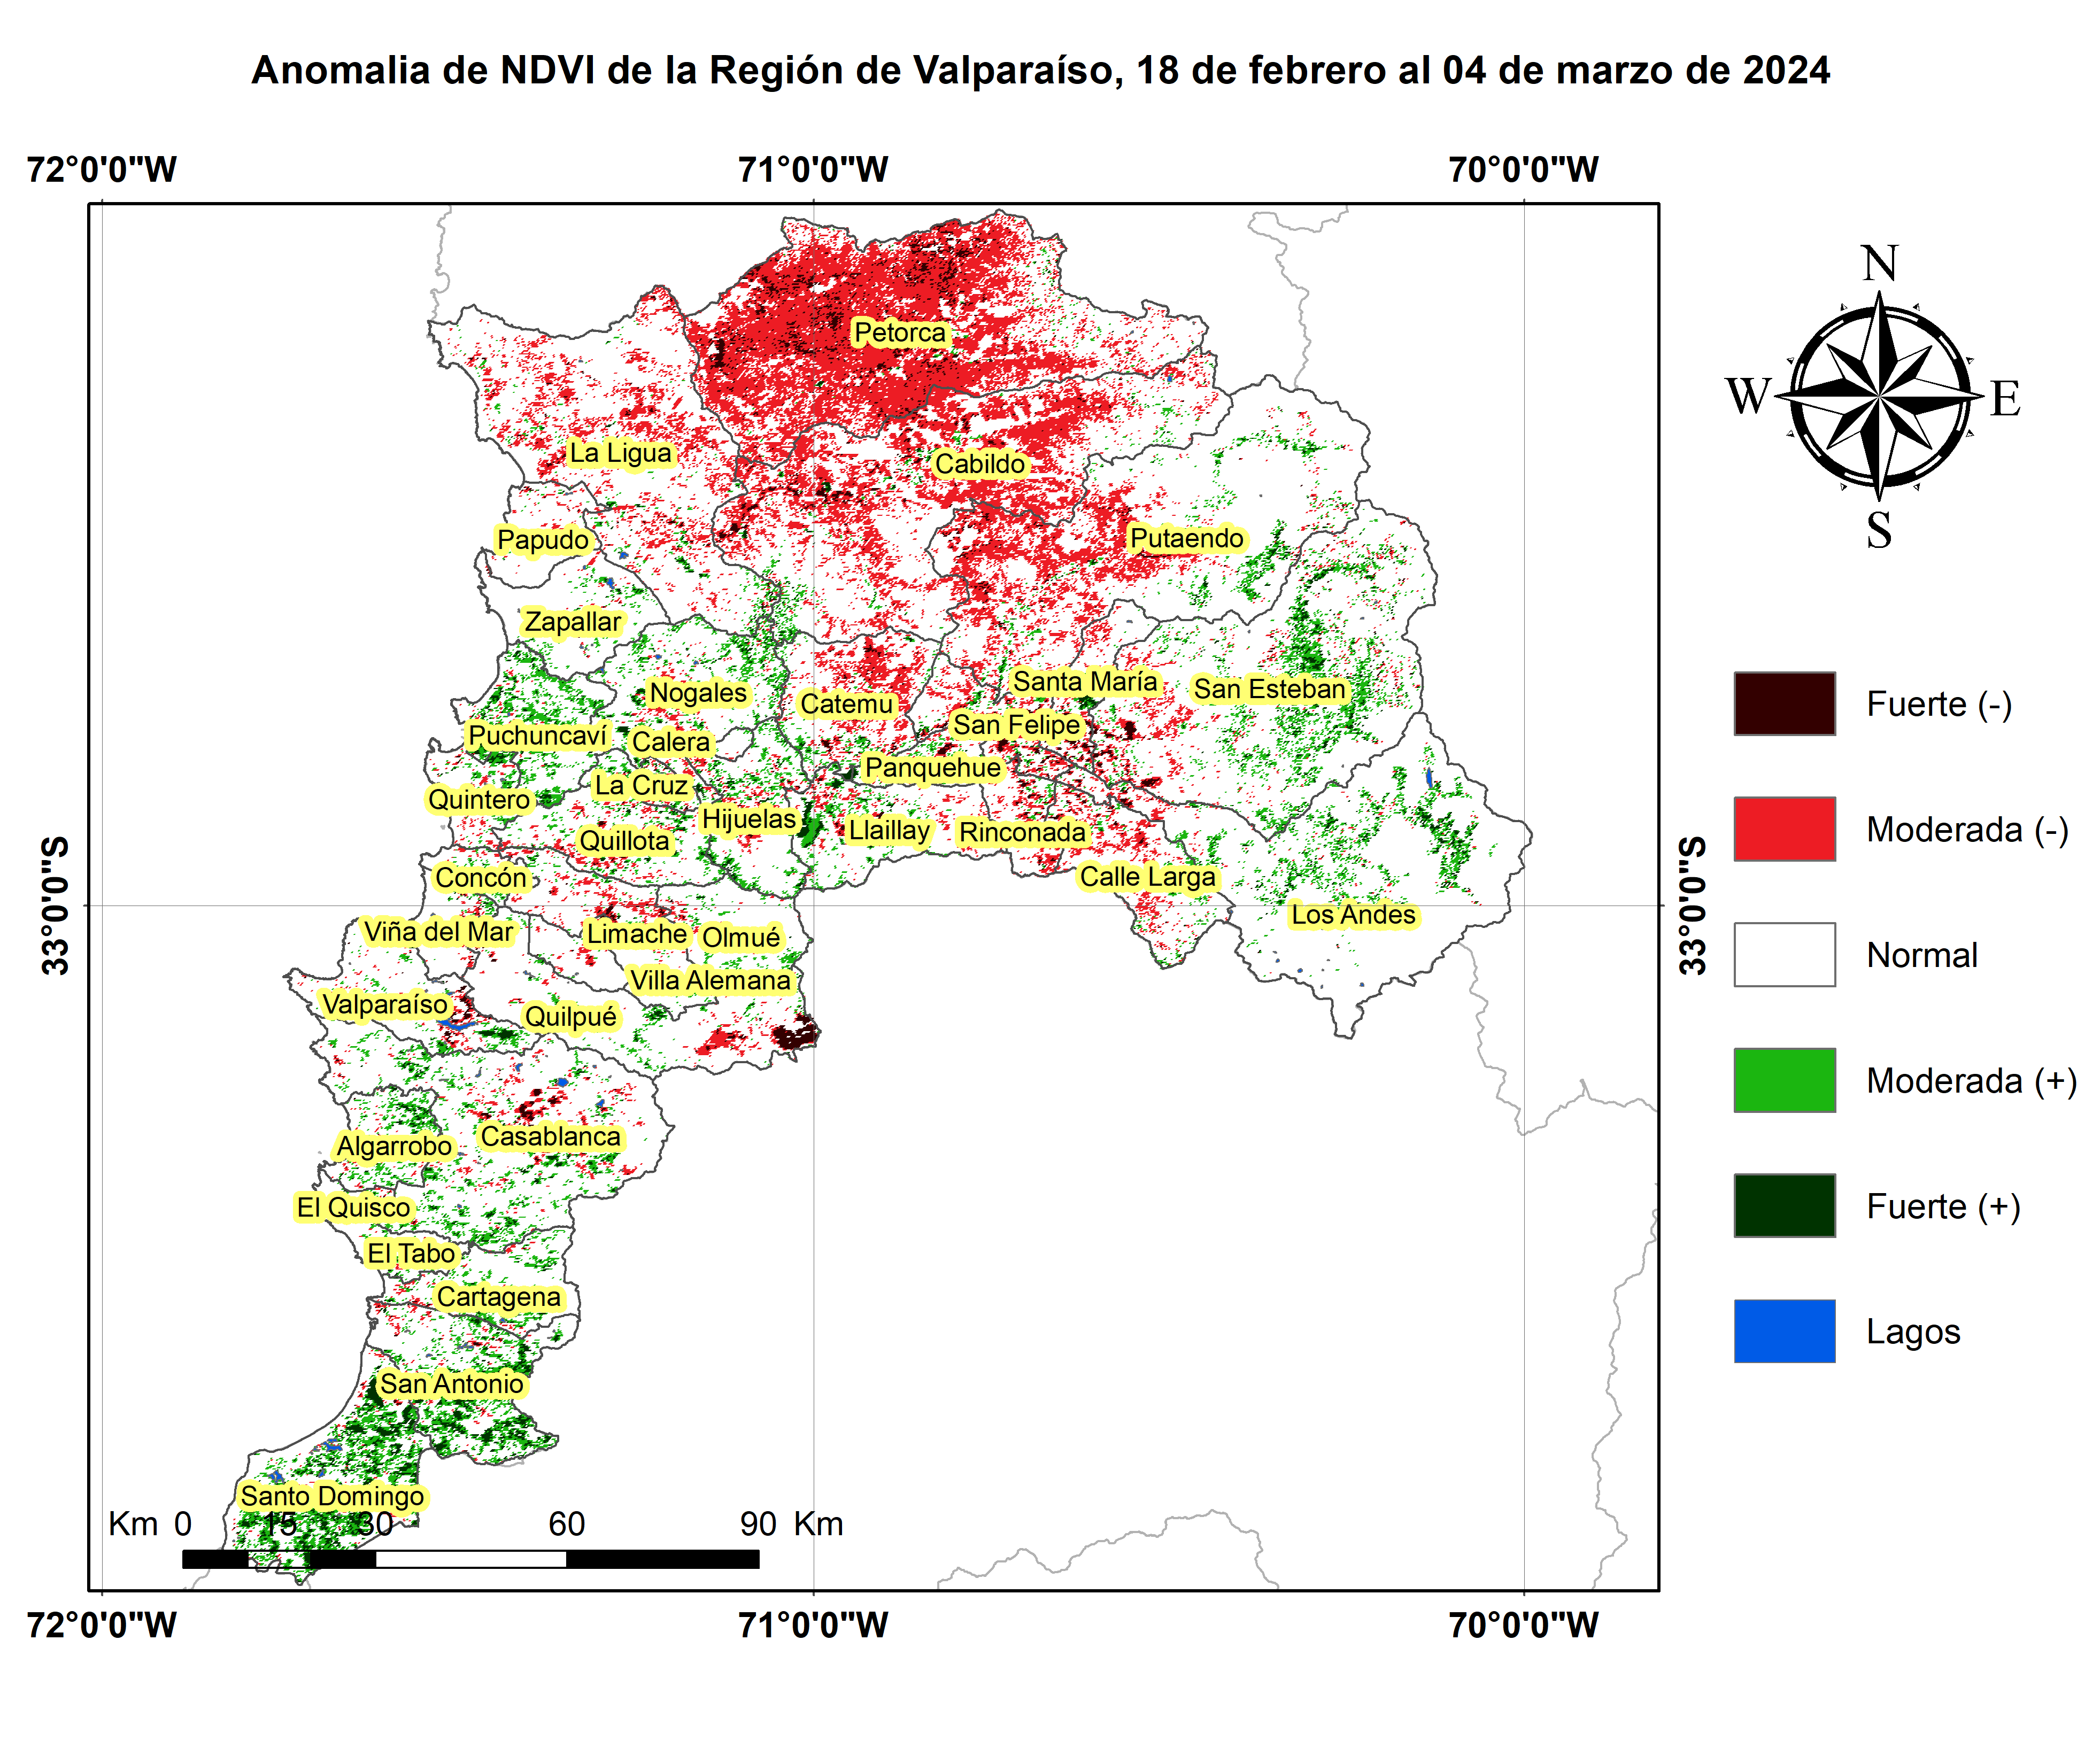 Anomalia de NDVI de la Región de Valparaíso, 18 de febrero al 04 de marzo de 2024
72°0'0"W
71°0'0"W
70°0'0"W
N
W
E
S
Petorca
La Ligua
Cabildo
Papudo
Putaendo
Zapallar
Nogales
Santa María
San Esteban
Catemu
San Felipe
Puchuncaví
Calera
Panquehue
La Cruz
Quintero
Hijuelas
Llaillay
Rinconada
Quillota
Concón
Calle Larga
Los Andes
Viña del Mar
Limache
Olmué
Villa Alemana
Valparaíso
Quilpué
Casablanca
Algarrobo
El Quisco
El Tabo
Cartagena
San Antonio
Santo Domingo
33°0'0"S
33°0'0"S
Fuerte (-)
Moderada (-)
Normal
Moderada (+)
Fuerte (+)
Lagos
Km 0 15 30 60 90 Km
72°0'0"W
71°0'0"W
70°0'0"W